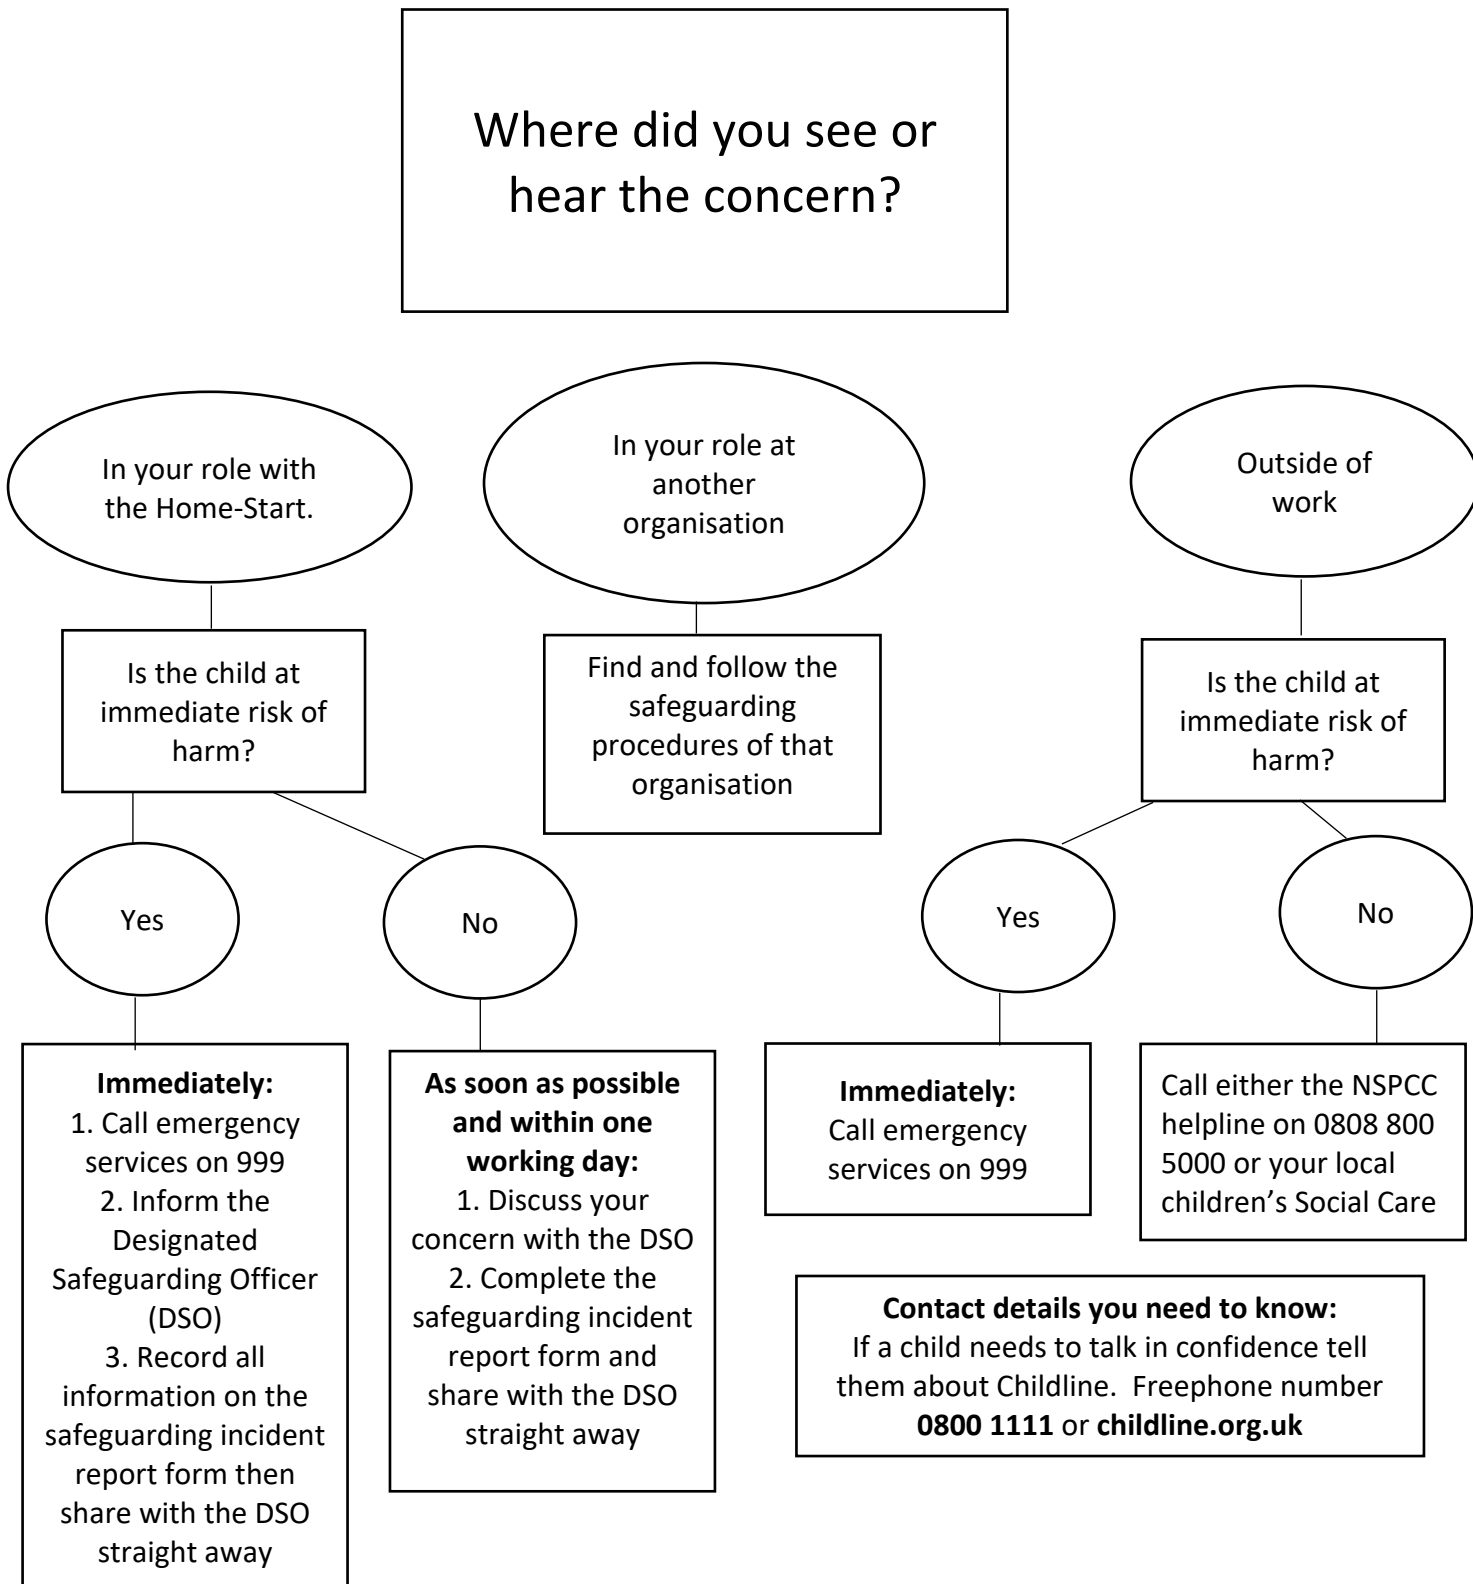 Where did you see or
hear the concern?
In your role with
the Home-Start.
In your role at
another
organisation
Outside of
work
Is the child at
immediate risk of
harm?
Find and follow the
safeguarding
procedures of that
organisation
Is the child at
immediate risk of
harm?
Yes
No
Yes
No
Immediately:
1. Call emergency
services on 999
2. Inform the
Designated
Safeguarding Officer
(DSO)
3. Record all
information on the
safeguarding incident
report form then
share with the DSO
straight away
As soon as possible
and within one
working day:
1. Discuss your
concern with the DSO
2. Complete the
safeguarding incident
report form and
share with the DSO
straight away
Immediately:
Call emergency
services on 999
Call either the NSPCC
helpline on 0808 800
5000 or your local
children’s Social Care
Contact details you need to know:
If a child needs to talk in confidence tell
them about Childline.  Freephone number
0800 1111 or childline.org.uk